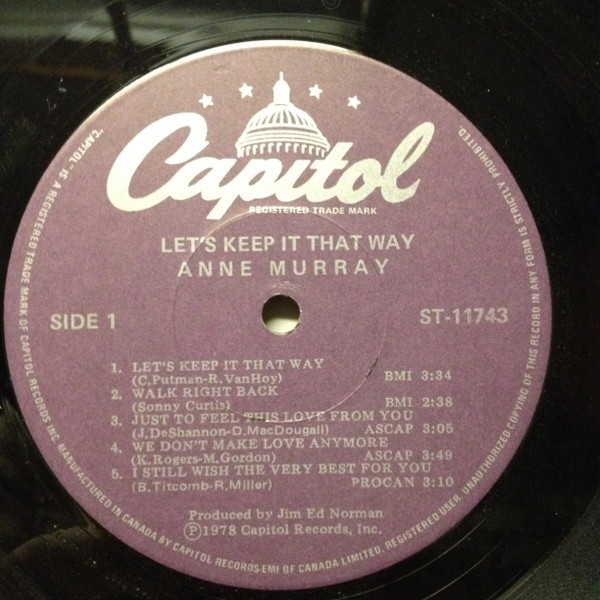 Capitol
REGISTERED TRADE MARK
LET'S KEEP IT THAT WAY
ANNE MURRAY
SIDE 1
ST-11743
1. LET'S KEEP IT THAT WAY
(C,Putman-R.VanHoy) BMI 3:34
2. WALK RIGHT BACK
(Sonny Curtis) BMI 2:38
3. JUST TO FEEL THIS LOVE FROM YOU
(J,DeShannon-D,MacDougall) ASCAP 3:05
4. WE DON'T MAKE LOVE ANYMORE
(K.Rogers-M,Gordon) ASCAP 3:49
5. I STILL WISH THE VERY BEST FOR YOU
(B.Titcomb-R,Miller) PROCAN 3:10
Produced by Jim Ed Norman
Ⓟ1978 Capitol Records, Inc.
"CAPITOL" - IS A REGISTERED TRADE MARK OF CAPITOL RECORDS INC. MANUFACTURED IN CANADA BY CAPITOL RECORDS-EMI OF CANADA LIMITED, REGISTERED USER. UNAUTHORIZED COPYING OF THIS RECORD IN ANY FORM IS STRICTLY PROHIBITED.